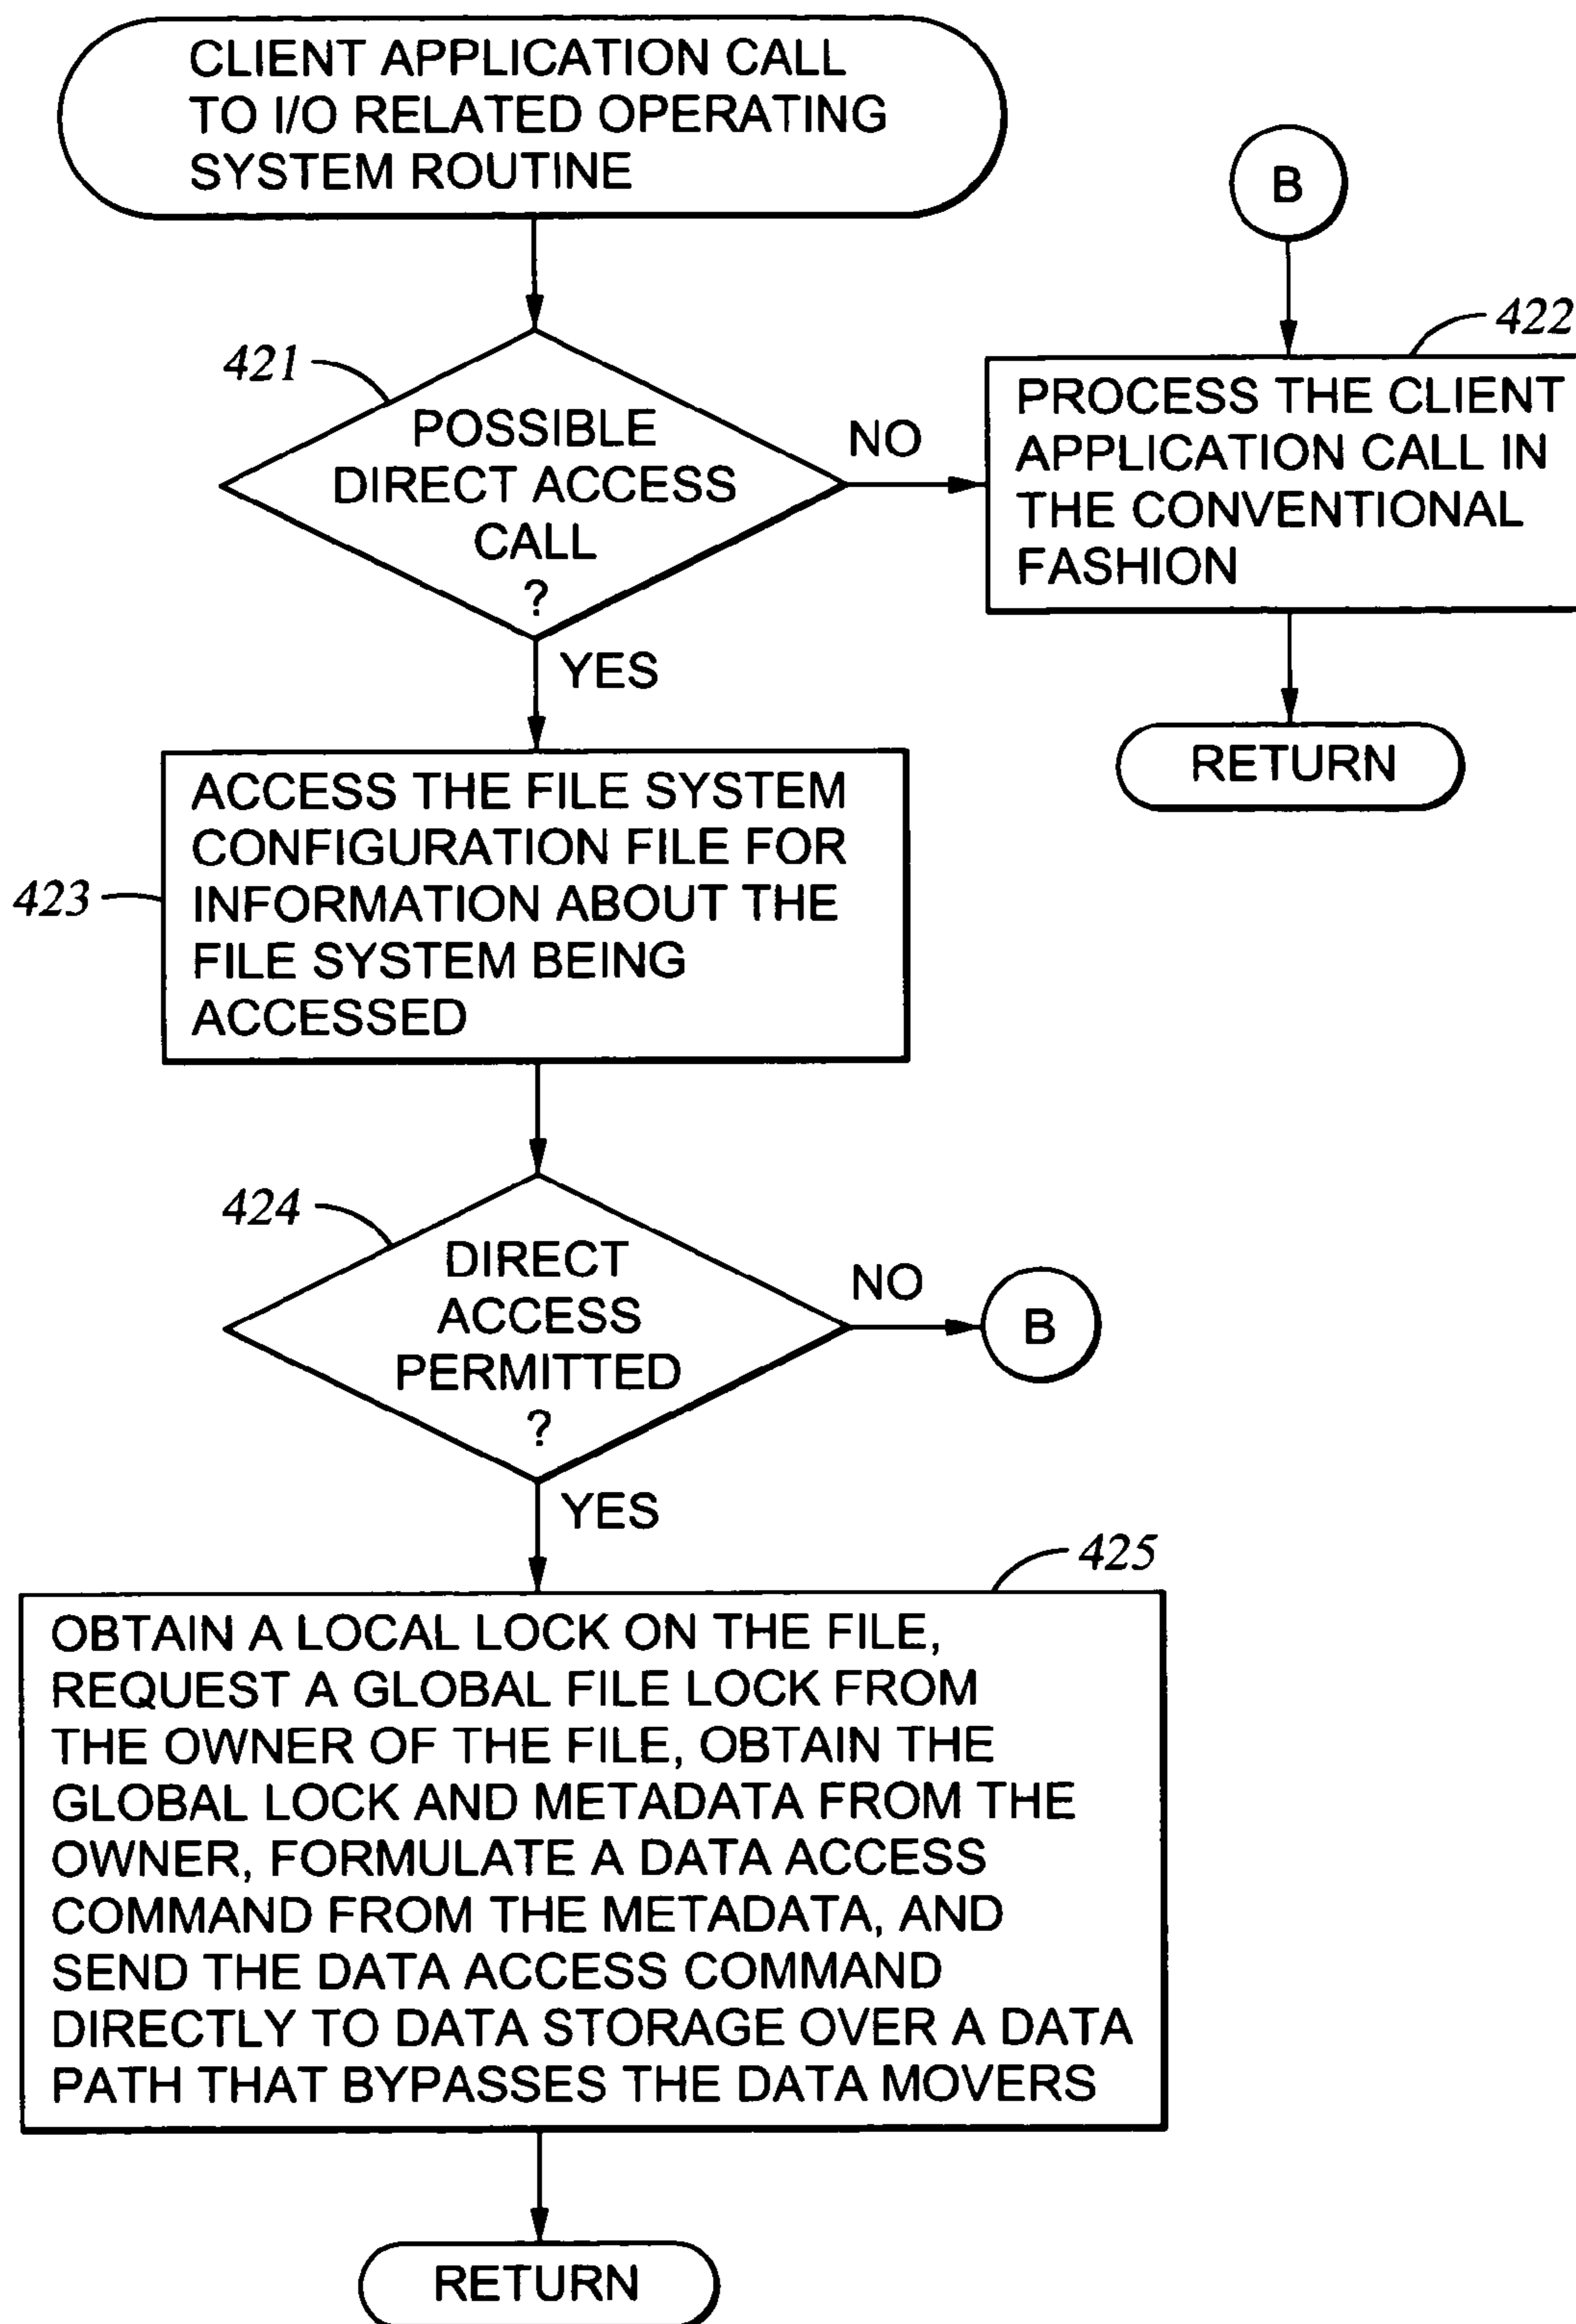 CLIENT APPLICATION CALL
TO I/O RELATED OPERATING
SYSTEM ROUTINE
B
421
422
POSSIBLE
DIRECT ACCESS
CALL
?
NO
PROCESS THE CLIENT
APPLICATION CALL IN
THE CONVENTIONAL
FASHION
YES
RETURN
423
ACCESS THE FILE SYSTEM
CONFIGURATION FILE FOR
INFORMATION ABOUT THE
FILE SYSTEM BEING
ACCESSED
424
DIRECT
ACCESS
PERMITTED
?
NO
B
YES
425
OBTAIN A LOCAL LOCK ON THE FILE,
REQUEST A GLOBAL FILE LOCK FROM
THE OWNER OF THE FILE, OBTAIN THE
GLOBAL LOCK AND METADATA FROM THE
OWNER, FORMULATE A DATA ACCESS
COMMAND FROM THE METADATA, AND
SEND THE DATA ACCESS COMMAND
DIRECTLY TO DATA STORAGE OVER A DATA
PATH THAT BYPASSES THE DATA MOVERS
RETURN